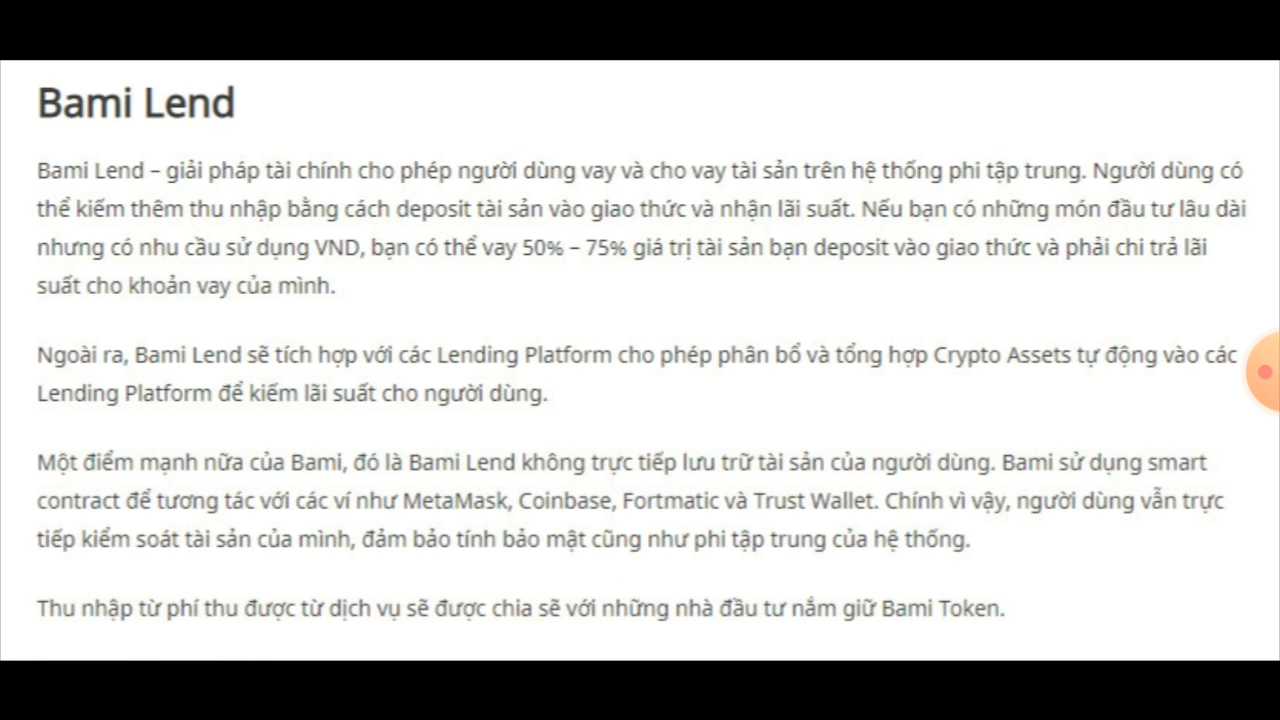 Bami Lend
Bami Lend – giải pháp tài chính cho phép người dùng vay và cho vay tài sản trên hệ thống phi tập trung. Người dùng có
thể kiếm thêm thu nhập bằng cách deposit tài sản vào giao thức và nhận lãi suất. Nếu bạn có những món đầu tư lâu dài
nhưng có nhu cầu sử dụng VND, bạn có thể vay 50% – 75% giá trị tài sản bạn deposit vào giao thức và phải chi trả lãi
suất cho khoản vay của mình.
Ngoài ra, Bami Lend sẽ tích hợp với các Lending Platform cho phép phân bổ và tổng hợp Crypto Assets tự động vào các
Lending Platform để kiếm lãi suất cho người dùng.
Một điểm mạnh nữa của Bami, đó là Bami Lend không trực tiếp lưu trữ tài sản của người dùng. Bami sử dụng smart
contract để tương tác với các ví như MetaMask, Coinbase, Fortmatic và Trust Wallet. Chính vì vậy, người dùng vẫn trực
tiếp kiểm soát tài sản của mình, đảm bảo tính bảo mật cũng như phi tập trung của hệ thống.
Thu nhập từ phí thu được từ dịch vụ sẽ được chia sẽ với những nhà đầu tư nắm giữ Bami Token.